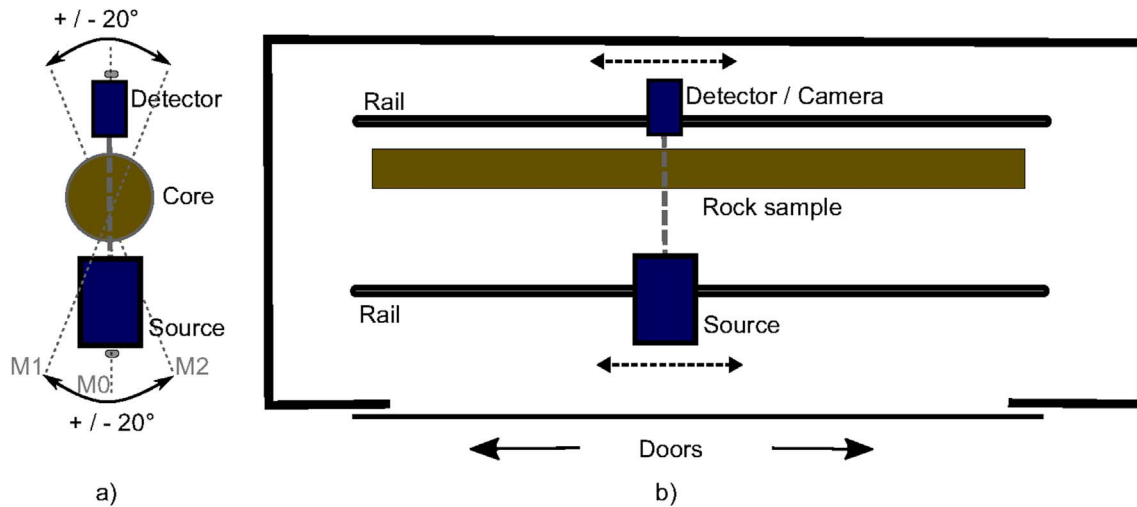 + / - 20°
Detector
Core
Source
M1
M0
M2
+ / - 20°
a)
Rail
Detector / Camera
Rock sample
Rail
Source
Doors
b)